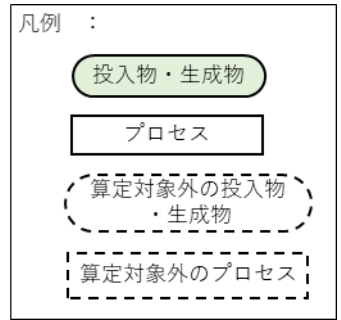 凡例　：
投入物・生成物
プロセス
算定対象外の投入物
・生成物
算定対象外のプロセス